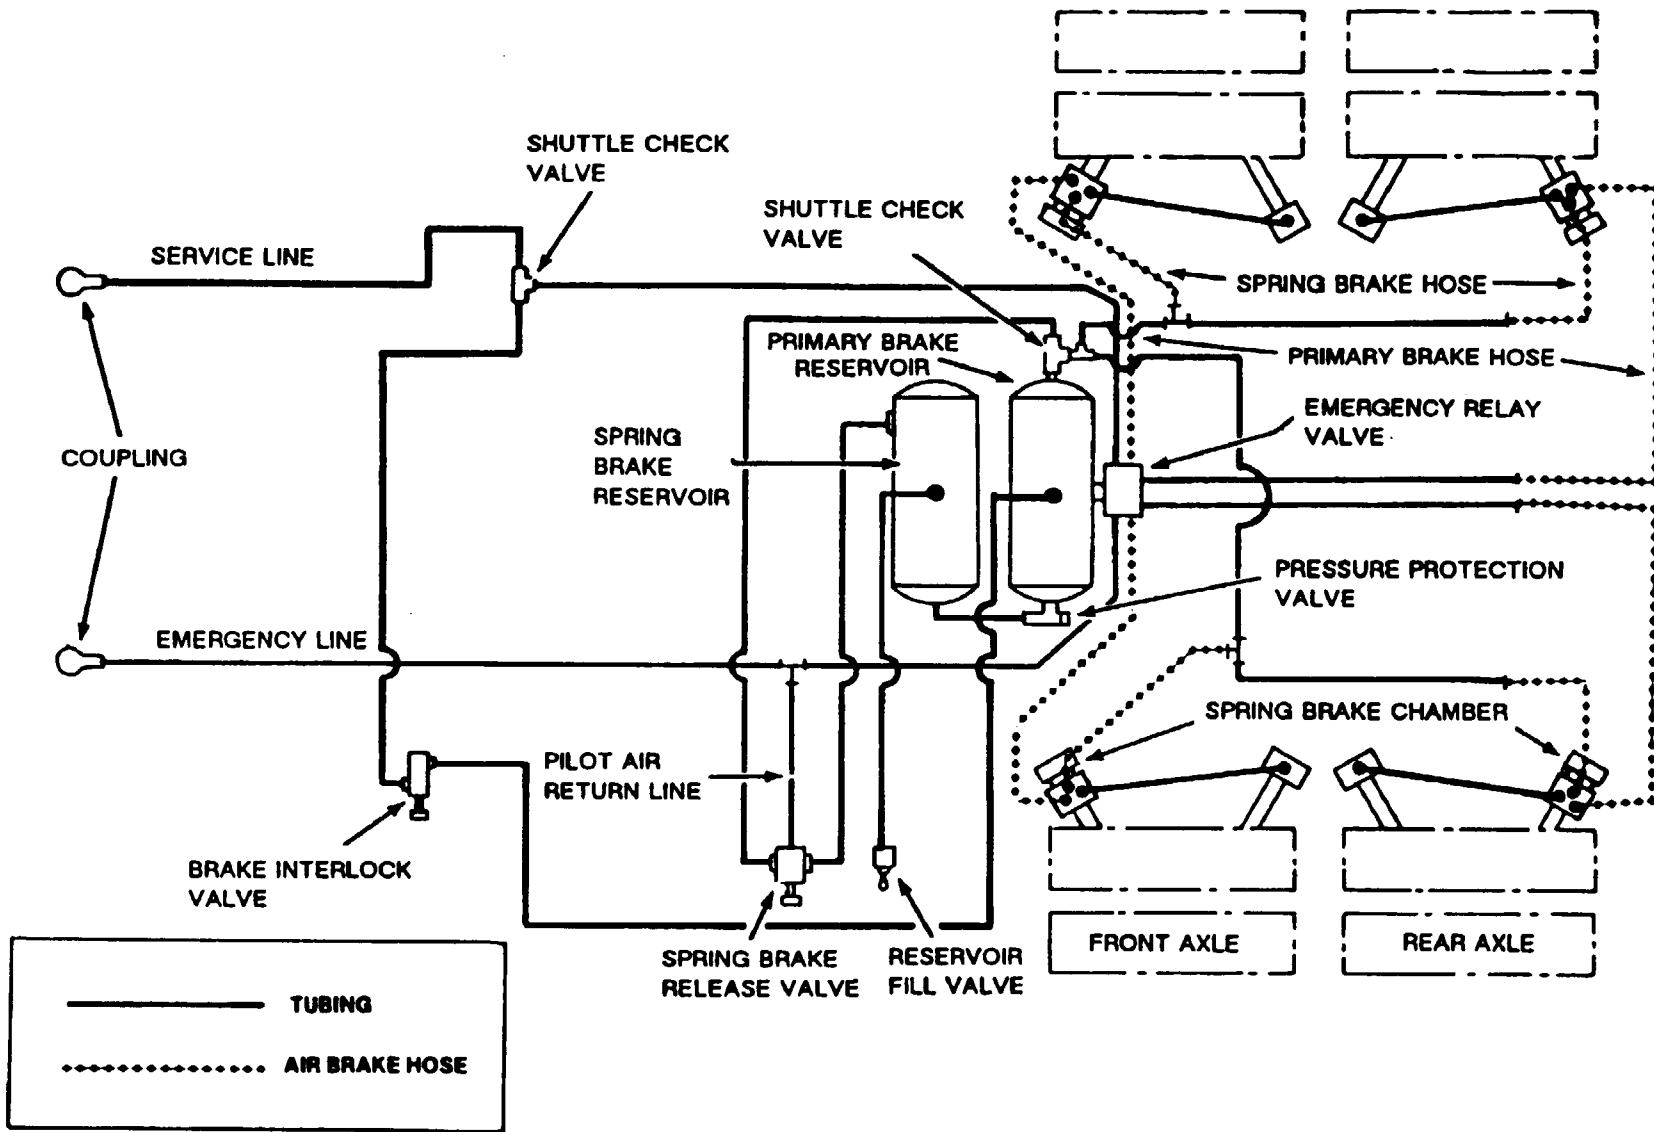 SHUTTLE CHECK
VALVE
SERVICE LINE
SHUTTLE CHECK
VALVE
SPRING BRAKE HOSE
PRIMARY BRAKE
RESERVOIR
PRIMARY BRAKE HOSE
EMERGENCY RELAY
VALVE
COUPLING
SPRING
BRAKE
RESERVOIR
PRESSURE PROTECTION
VALVE
EMERGENCY LINE
SPRING BRAKE CHAMBER
PILOT AIR
RETURN LINE
BRAKE INTERLOCK
VALVE
SPRING BRAKE
RELEASE VALVE
RESERVOIR
FILL VALVE
FRONT AXLE
REAR AXLE
TUBING
AIR BRAKE HOSE